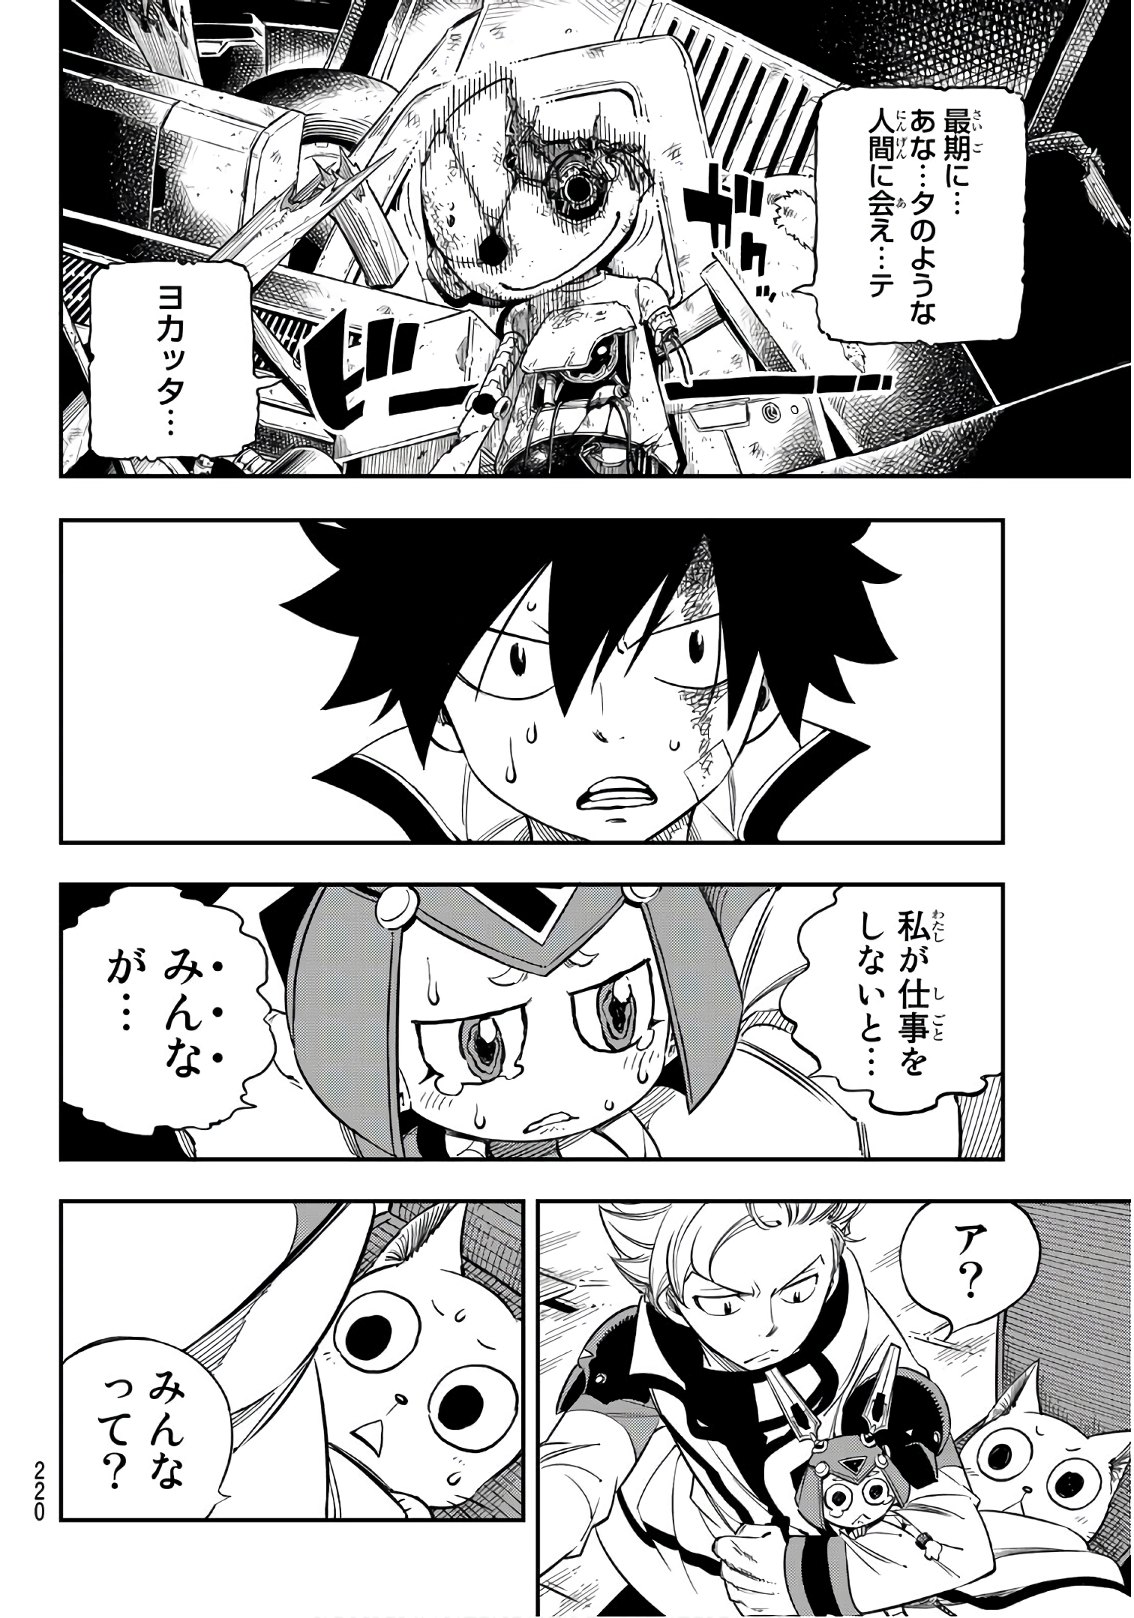 最期に…
あな…タのような
人間に会え…テ
ガガ
ビー
ヨカッタ…
私が仕事を
しないと…
みんな
が…
ア？
みんな
って？
220